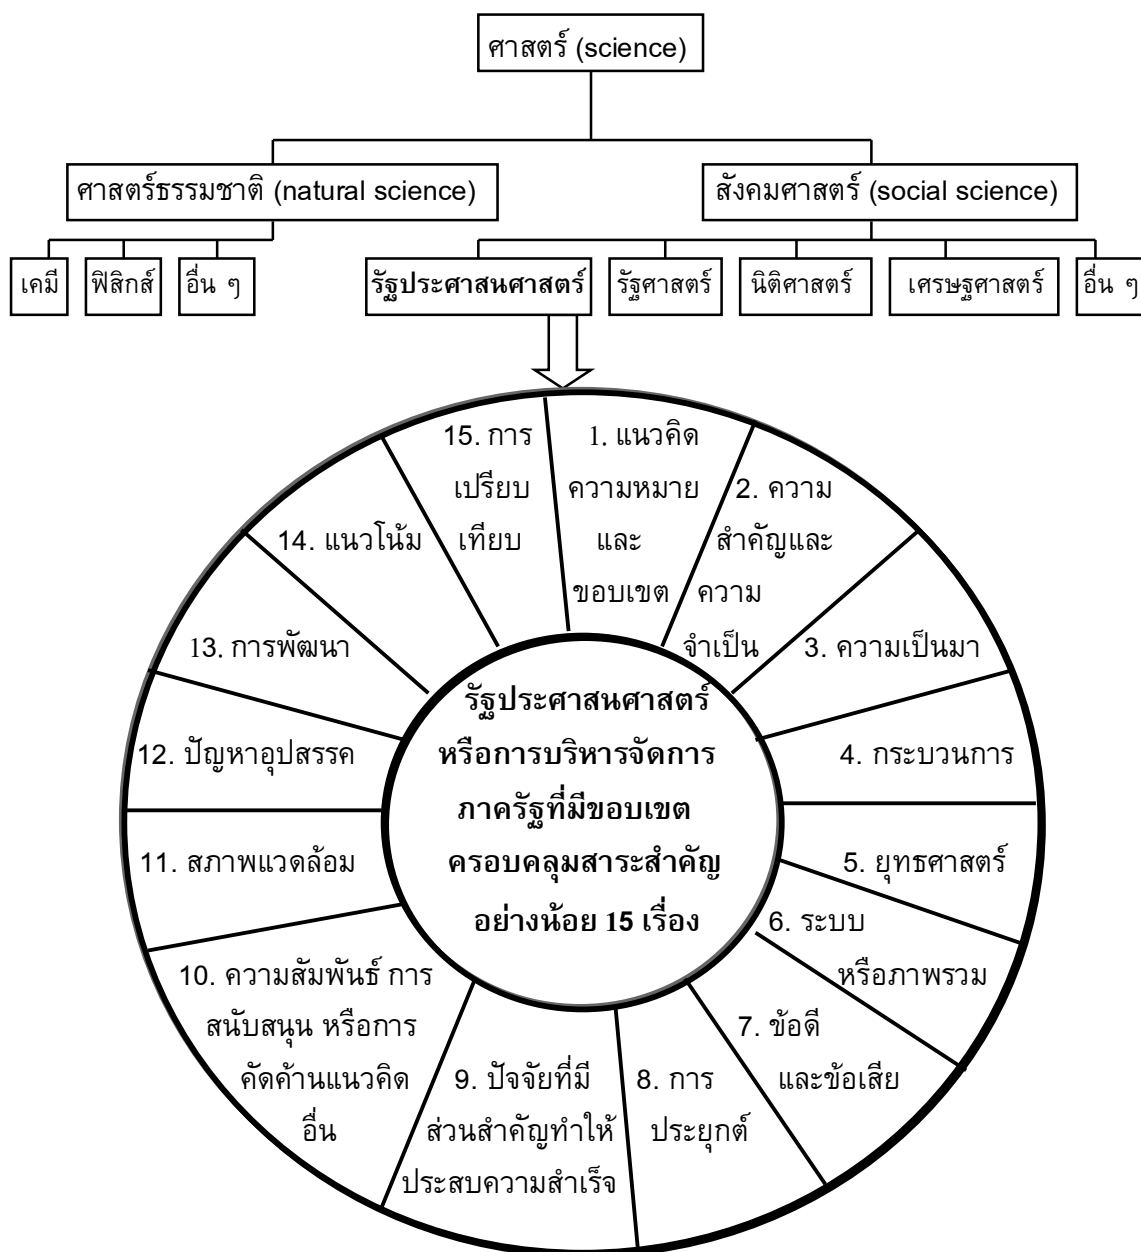 ศาสตร์ (science)
ศาสตร์ธรรมชาติ (natural science)
สังคมศาสตร์ (social science)
เคมี
ฟิสิกส์
อื่น ๆ
รัฐประศาสนศาสตร์
รัฐศาสตร์
นิติศาสตร์
เศรษฐศาสตร์
อื่น ๆ
1. แนวคิด
ความหมาย
และ
ขอบเขต
2. ความ
สำคัญและ
ความ
จำเป็น
3. ความเป็นมา
4. กระบวนการ
5. ยุทธศาสตร์
6. ระบบ
หรือภาพรวม
7. ข้อดี
และข้อเสีย
8. การ
ประยุกต์
9. ปัจจัยที่มี
ส่วนสำคัญทำให้
ประสบความสำเร็จ
10. ความสัมพันธ์ การ
สนับสนุน หรือการ
คัดค้านแนวคิด
อื่น
11. สภาพแวดล้อม
12. ปัญหาอุปสรรค
13. การพัฒนา
14. แนวโน้ม
15. การ
เปรียบ
เทียบ
รัฐประศาสนศาสตร์
หรือการบริหารจัดการ
ภาครัฐที่มีขอบเขต
ครอบคลุมสาระสำคัญ
อย่างน้อย 15 เรื่อง